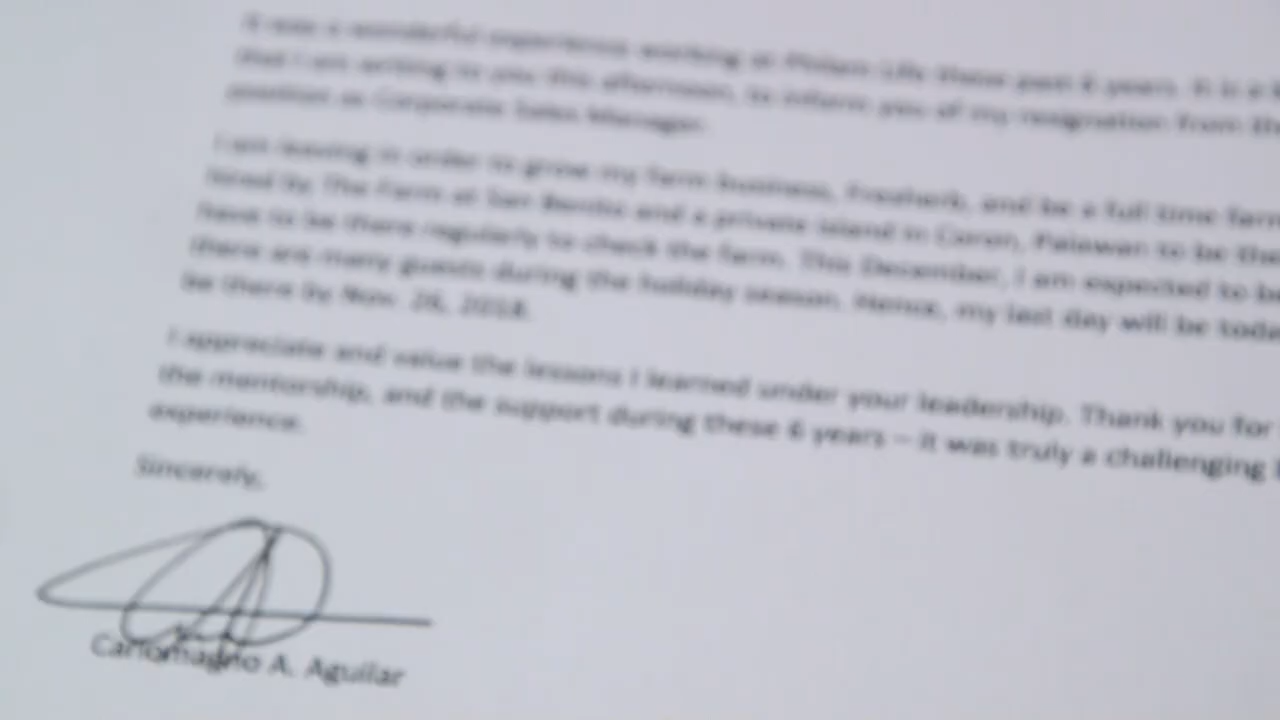 It was a wonderful experience working at Philam Life these past 6 years. It is a
that I am writing to you this afternoon, to inform you of my resignation from
position as Corporate Sales Manager.
I am leaving in order to grow my farm business, Fresherb, and be a full time
hired by The Farm at San Benito and a private island in Coron, Palawan to be
have to be there regularly to check the farm. This December, I am expected to be
there are many guests during the holiday season. Hence, my last day will be
be there by Nov. 26, 2018.
I appreciate and value the lessons I learned under your leadership. Thank you for
the mentorship, and the support during these 6 years – it was truly a challenging
experience.
Sincerely,
Carlomagno A. Aguilar